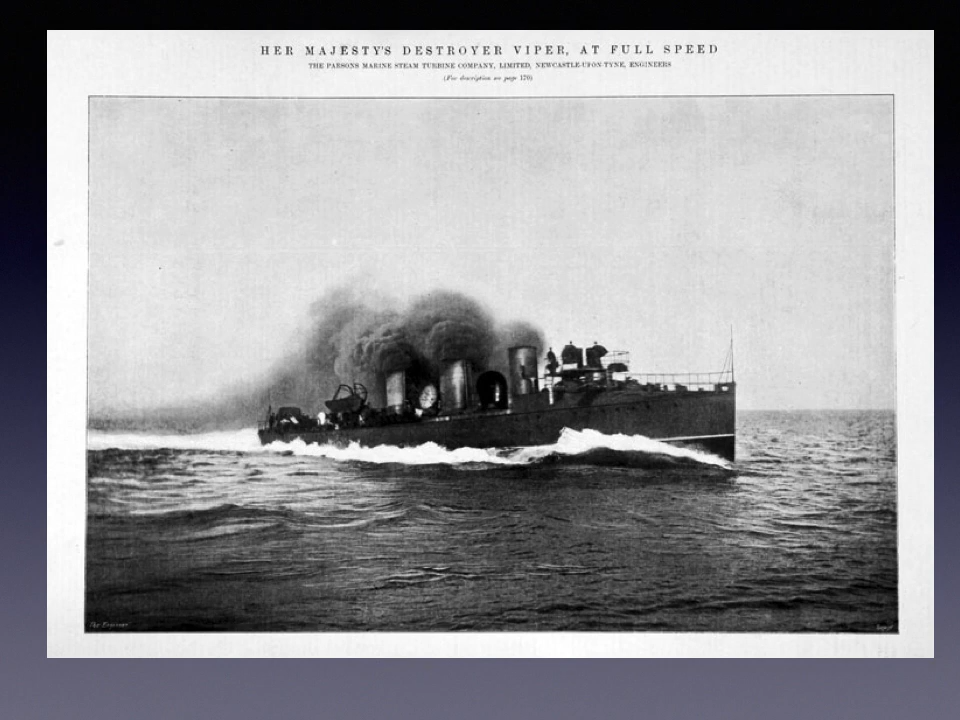 HER MAJESTY'S DESTROYER VIPER, AT FULL SPEED
THE PARSONS MARINE STEAM TURBINE COMPANY, LIMITED, NEWCASTLE-UPON-TYNE, ENGINEERS
(For description see page 170)
The Engineer